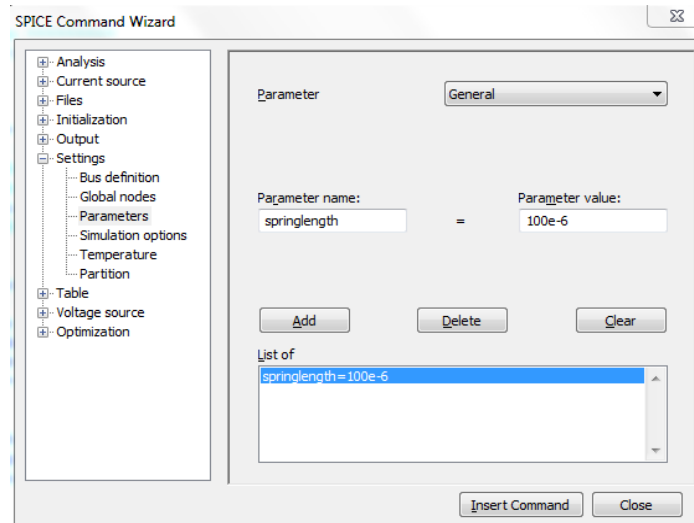 SPICE Command Wizard
Analysis
Current source
Files
Initialization
Output
Settings
Bus definition
Global nodes
Parameters
Simulation options
Temperature
Partition
Table
Voltage source
Optimization
Parameter
General
Parameter name:
Parameter value:
springlength = 100e-6
Add Delete Clear
List of
springlength=100e-6
Insert Command Close